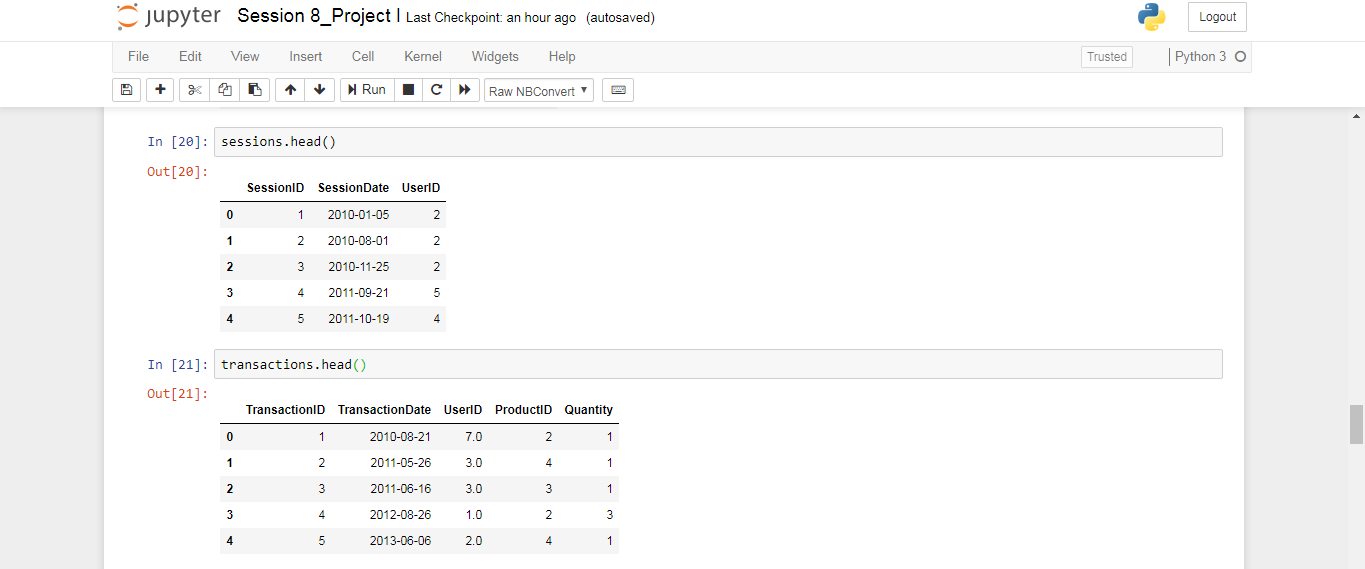 jupyter Session 8_Project I Last Checkpoint: an hour ago (autosaved) Logout
File Edit View Insert Cell Kernel Widgets Help Trusted Python 3
Run Raw NBConvert
In [20]: sessions.head()
Out[20]:
SessionID SessionDate UserID
0 1 2010-01-05 2
1 2 2010-08-01 2
2 3 2010-11-25 2
3 4 2011-09-21 5
4 5 2011-10-19 4
In [21]: transactions.head()
Out[21]:
TransactionID TransactionDate UserID ProductID Quantity
0 1 2010-08-21 7.0 2 1
1 2 2011-05-26 3.0 4 1
2 3 2011-06-16 3.0 3 1
3 4 2012-08-26 1.0 2 3
4 5 2013-06-06 2.0 4 1